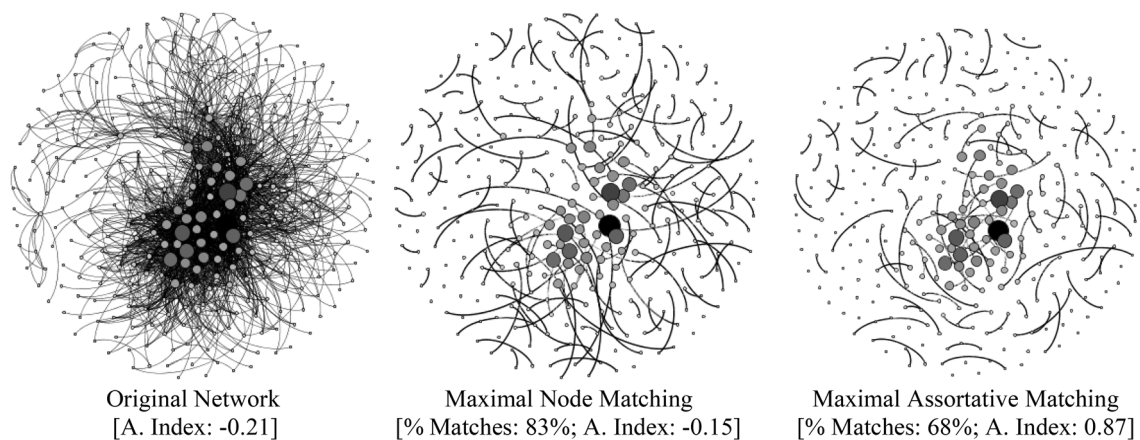 Original Network
[A. Index: -0.21]
Maximal Node Matching
[% Matches: 83%; A. Index: -0.15]
Maximal Assortative Matching
[% Matches: 68%; A. Index: 0.87]